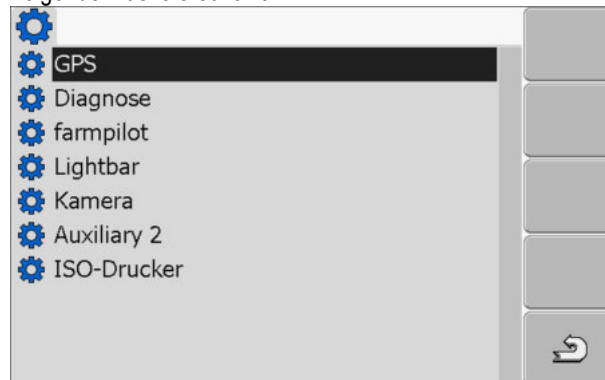 GPS
Diagnose
farmpilot
Lightbar
Kamera
Auxiliary 2
ISO-Drucker